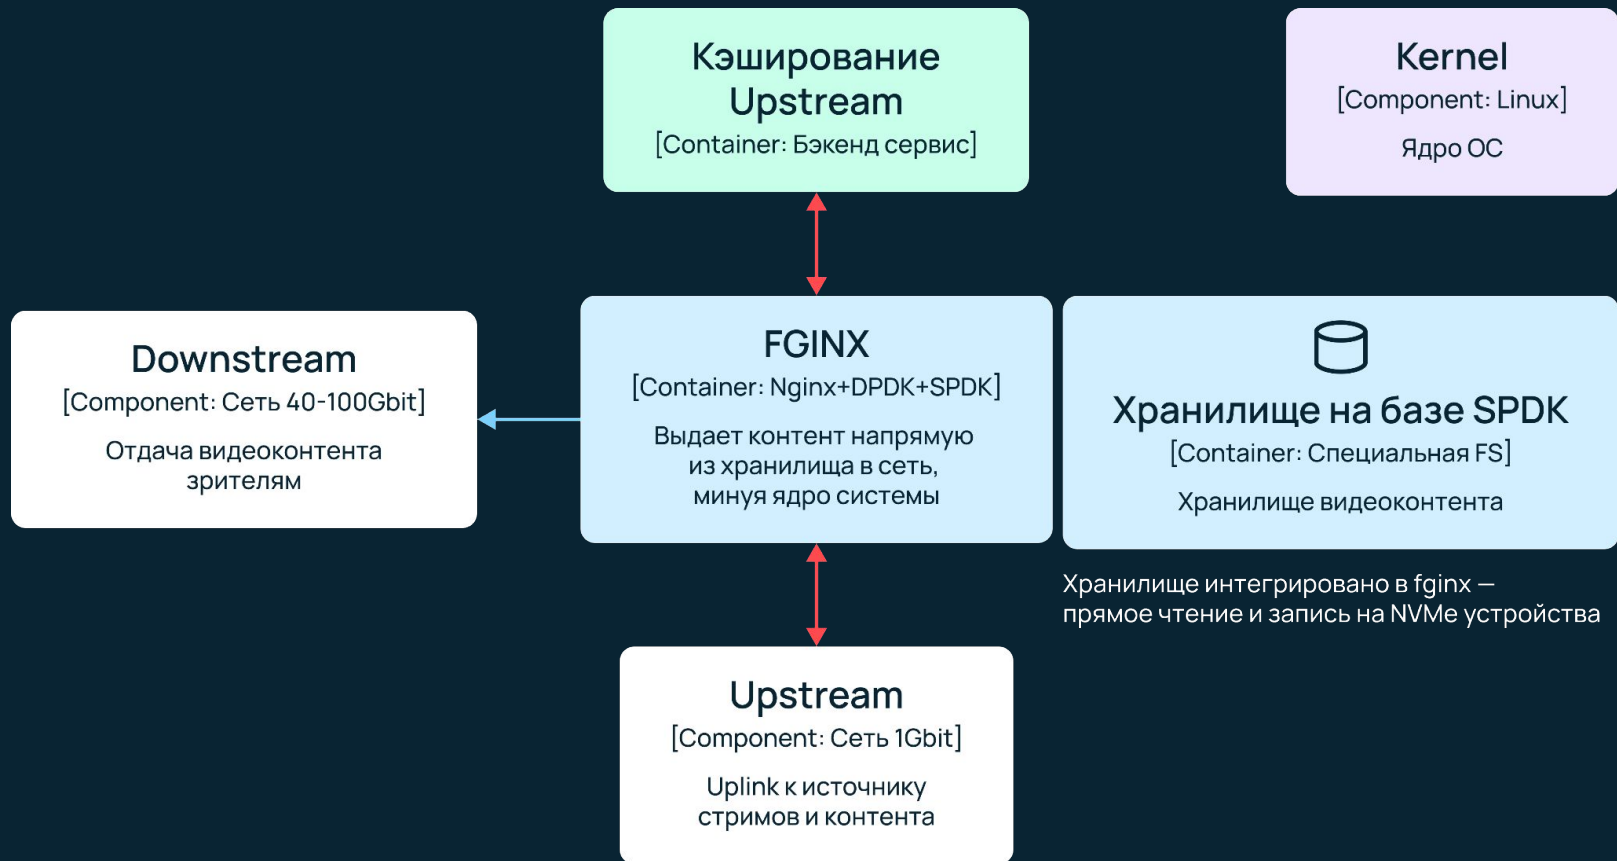 Кэширование
Upstream
[Container: Бэкенд сервис]
Kernel
[Component: Linux]
Ядро ОС
Downstream
[Component: Сеть 40-100Gbit]
Отдача видеоконтента
зрителям
FGINX
[Container: Nginx+DPDK+SPDK]
Выдает контент напрямую
из хранилища в сеть,
минуя ядро системы
Хранилище на базе SPDK
[Container: Специальная FS]
Хранилище видеоконтента
Хранилище интегрировано в fginx —
прямое чтение и запись на NVMe устройства
Upstream
[Component: Сеть 1Gbit]
Uplink к источнику
стримов и контента